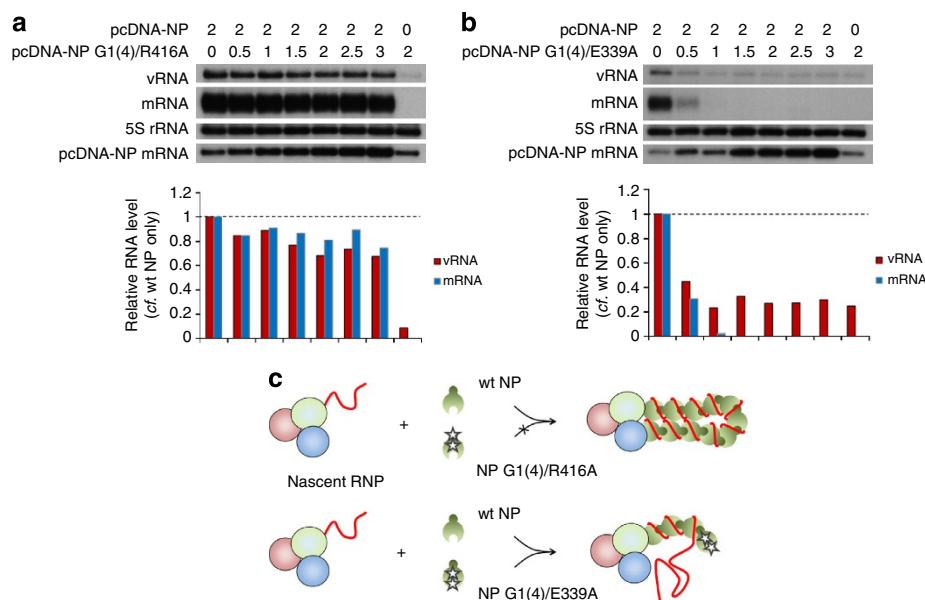 a
pcDNA-NP 2 2 2 2 2 2 2 0
pcDNA-NP G1(4)/R416A 0 0.5 1 1.5 2 2.5 3 2
vRNA
mRNA
5S rRNA
pcDNA-NP mRNA
Relative RNA level
(cf. wt NP only)
1.2
1
0.8
0.6
0.4
0.2
0
vRNA
mRNA
b
pcDNA-NP 2 2 2 2 2 2 2 0
pcDNA-NP G1(4)/E339A 0 0.5 1 1.5 2 2.5 3 2
vRNA
mRNA
5S rRNA
pcDNA-NP mRNA
Relative RNA level
(cf. wt NP only)
1.2
1
0.8
0.6
0.4
0.2
0
vRNA
mRNA
c
wt NP
+
NP G1(4)/R416A
Nascent RNP
wt NP
+
NP G1(4)/E339A